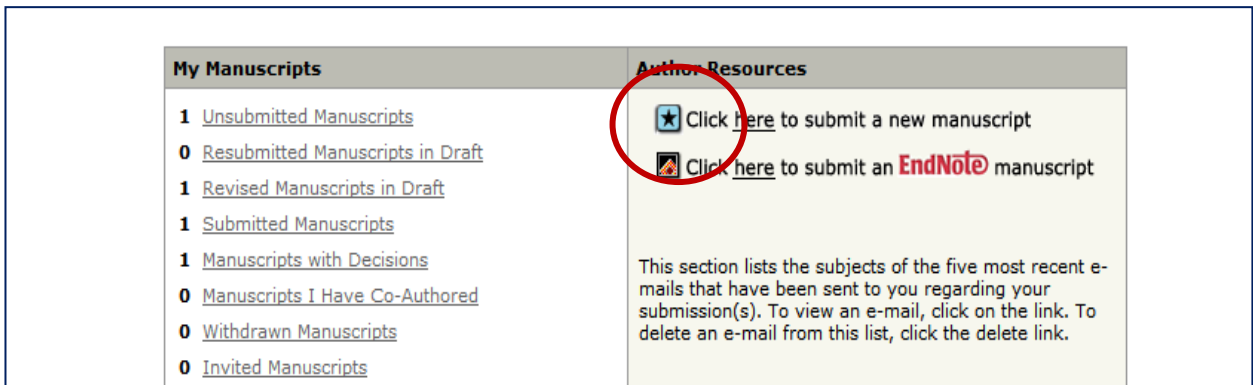 My Manuscripts
1 Unsubmitted Manuscripts
0 Resubmitted Manuscripts in Draft
1 Revised Manuscripts in Draft
1 Submitted Manuscripts
1 Manuscripts with Decisions
0 Manuscripts I Have Co-Authored
0 Withdrawn Manuscripts
0 Invited Manuscripts
Author Resources
Click here to submit a new manuscript
Click here to submit an EndNote manuscript
This section lists the subjects of the five most recent e-
mails that have been sent to you regarding your
submission(s). To view an e-mail, click on the link. To
delete an e-mail from this list, click the delete link.